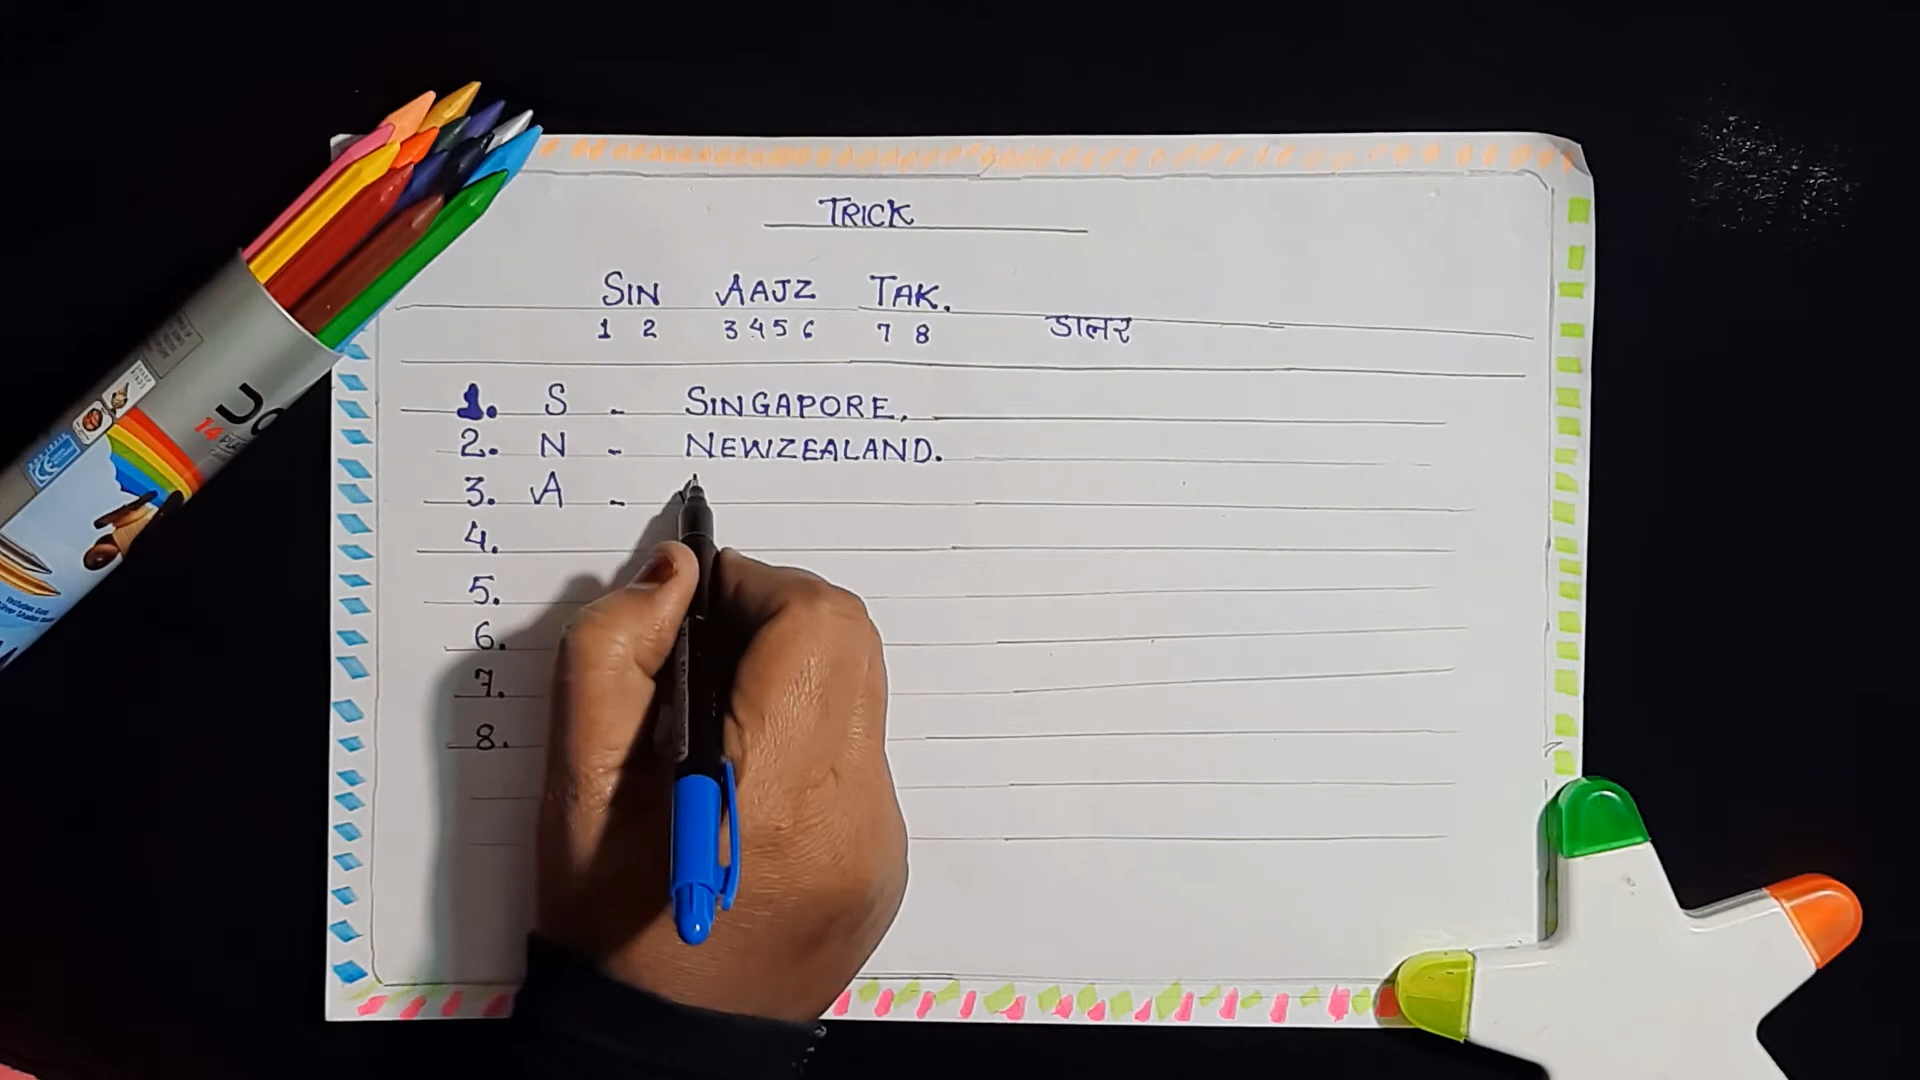 TRICK
SIN AAJZ TAK.
1 2 3 4 5 6 7 8 डालर
1. S - SINGAPORE.
2. N - NEWZEALAND.
3. A -
4.
5.
6.
7.
8.
14